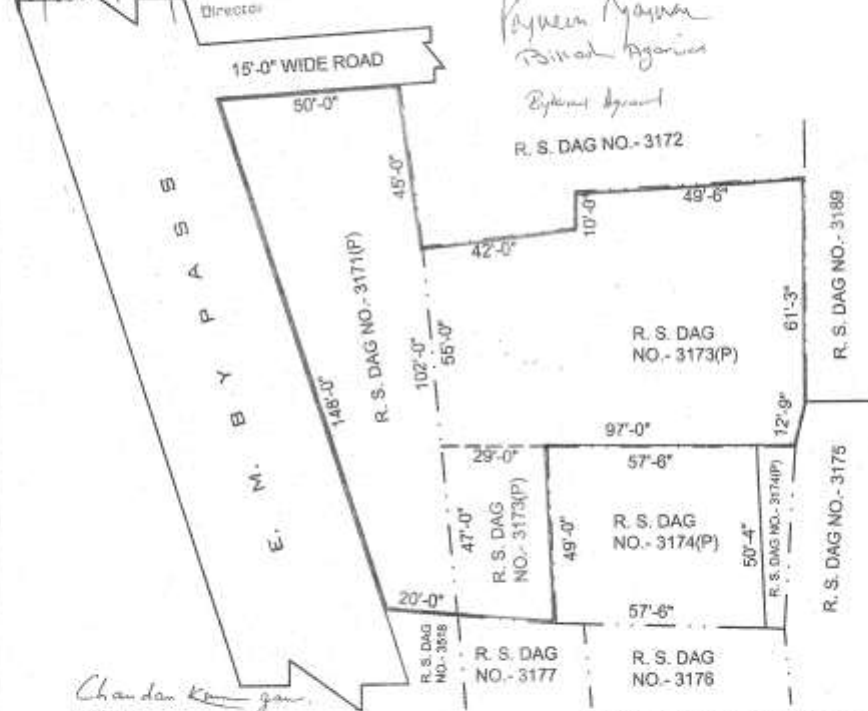 Director
15'-0" WIDE ROAD
50'-0"
R. S. DAG NO.- 3172
45'-0"
49'-6"
10'-0"
42'-0"
E. M. BY PASS
R. S. DAG NO.- 3171(P)
148'-0"
102'-0"
55'-0"
R. S. DAG
NO.- 3173(P)
61'-3"
R. S. DAG NO.- 3189
97'-0"
12'-9"
29'-0"
57'-6"
47'-0"
R. S. DAG
NO.- 3173(P)
49'-0"
R. S. DAG
NO.- 3174(P)
50'-4"
R. S. DAG NO.- 3174(P)
R. S. DAG NO.- 3175
20'-0"
57'-6"
R. S. DAG
R. S. DAG
NO.- 3177
R. S. DAG
NO.- 3176
Chandan